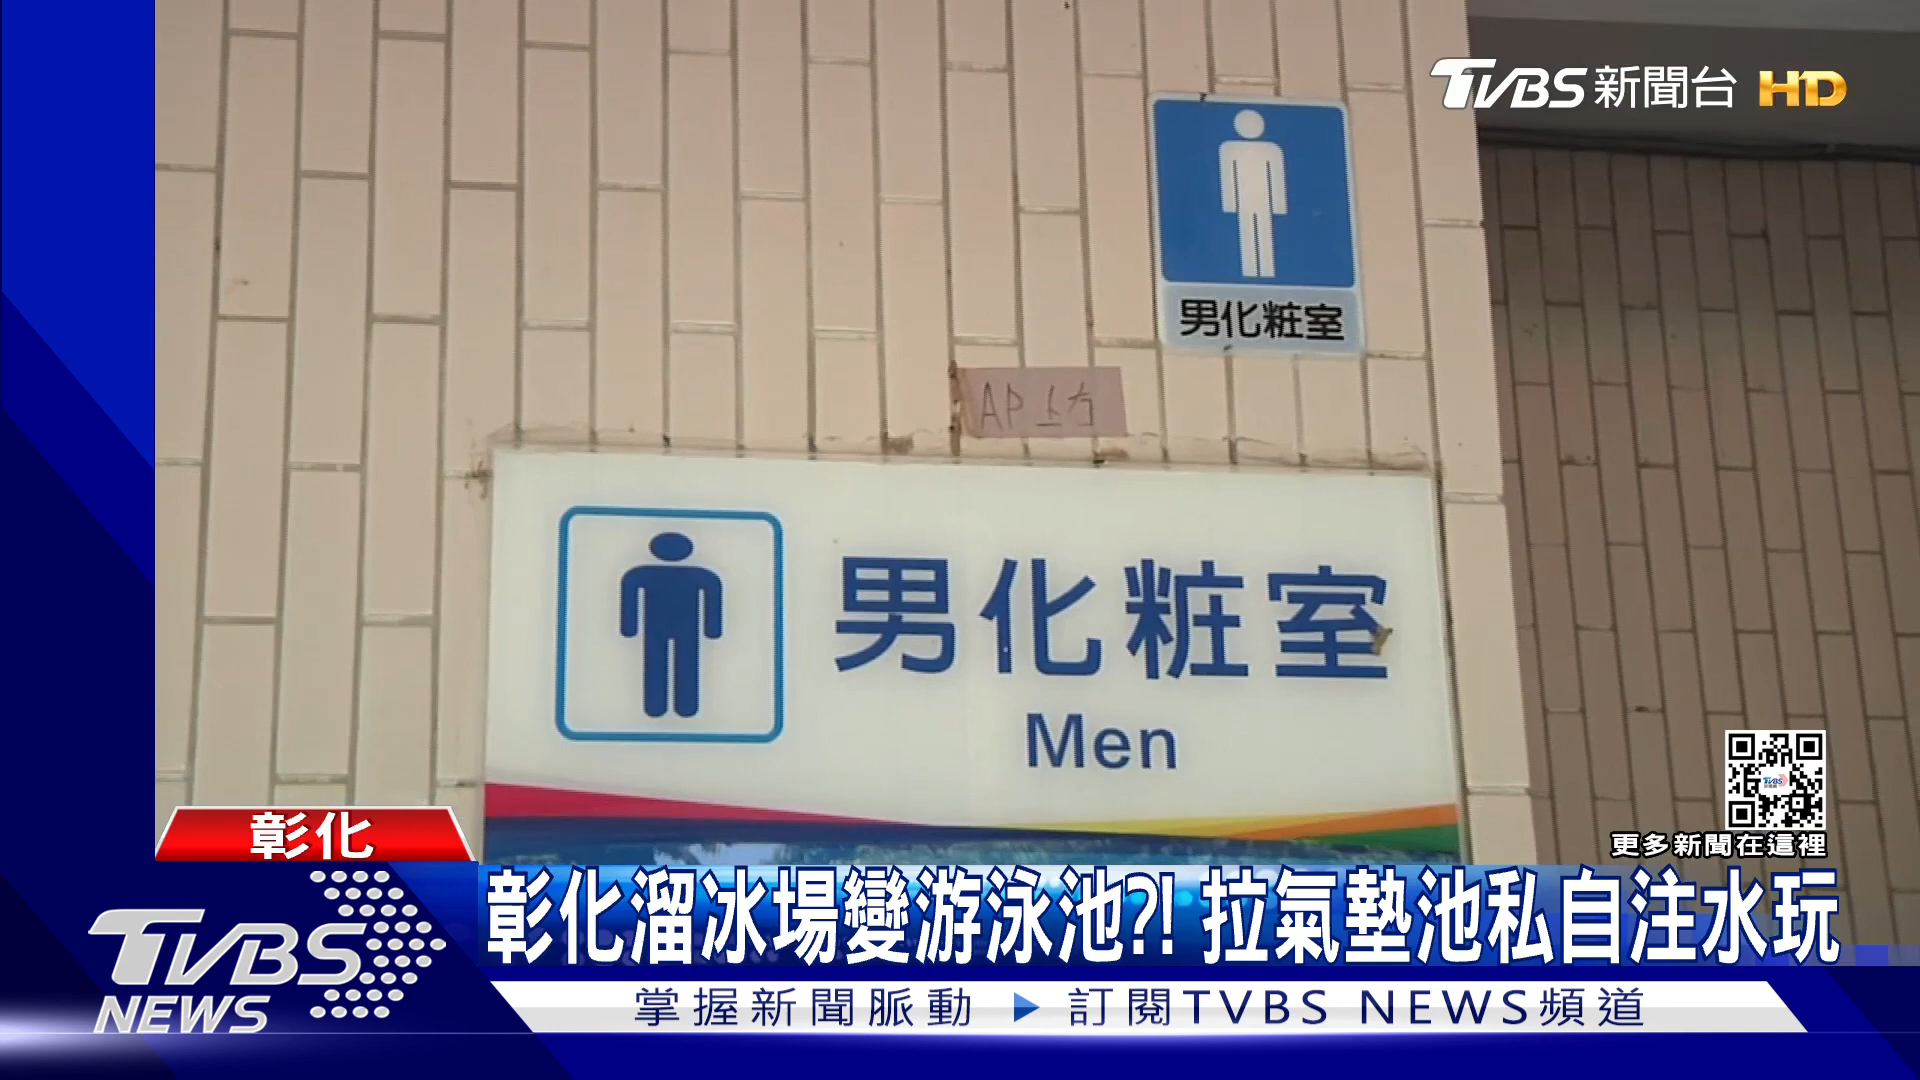 TVBS新聞台 HD
男化粧室
AP 上方
男化粧室
Men
更多新聞在這裡
彰化
彰化溜冰場變游泳池?! 拉氣墊池私自注水玩
TVBS
NEWS
掌握新聞脈動 ▶ 訂閱TVBS NEWS頻道